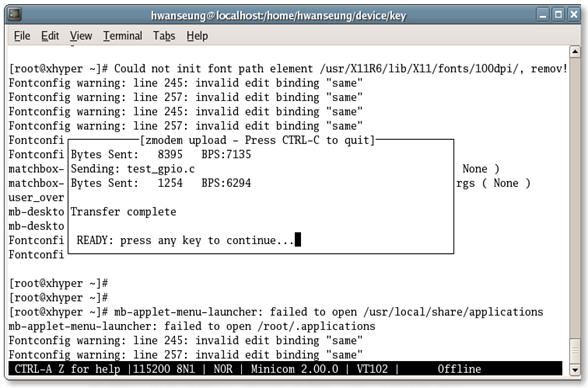 hwanseung@localhost:/home/hwanseung/device/key
File Edit View Terminal Tabs Help
[root@xhyper ~]# Could not init font path element /usr/X11R6/lib/X11/fonts/100dpi/, remov!
Fontconfig warning: line 245: invalid edit binding "same"
Fontconfig warning: line 257: invalid edit binding "same"
Fontconfig warning: line 245: invalid edit binding "same"
Fontconfig warning: line 257: invalid edit binding "same"
Fontconfi [zmodem upload - Press CTRL-C to quit]
Fontconfi Bytes Sent: 8395 BPS:7135
matchbox- Sending: test_gpio.c None )
matchbox- Bytes Sent: 1254 BPS:6294 rgs ( None )
user_over
mb-deskto Transfer complete
mb-deskto
Fontconfi READY: press any key to continue...
Fontconfi
[root@xhyper ~]#
[root@xhyper ~]#
[root@xhyper ~]# mb-applet-menu-launcher: failed to open /usr/local/share/applications
mb-applet-menu-launcher: failed to open /root/.applications
Fontconfig warning: line 245: invalid edit binding "same"
Fontconfig warning: line 257: invalid edit binding "same"
CTRL-A Z for help |115200 8N1 | NOR | Minicom 2.00.0 | VT102 | Offline